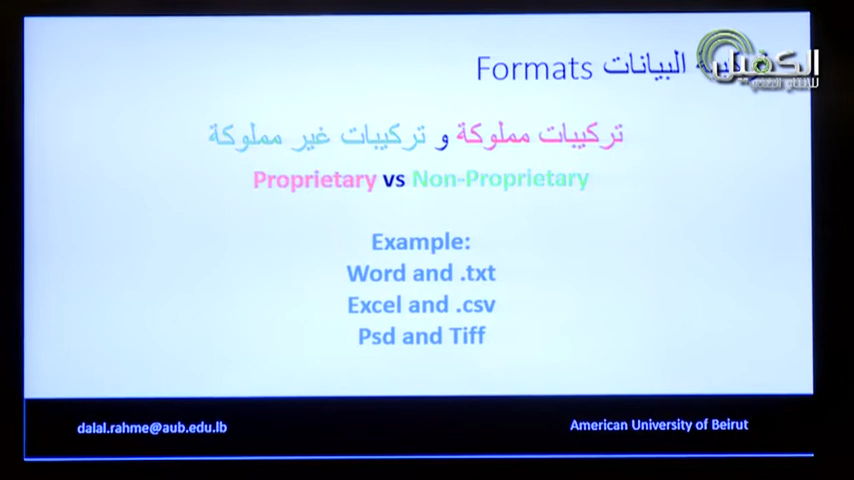 البيانات Formats
الكفيل
تركيبات مملوكة و تركيبات غير مملوكة
Proprietary vs Non-Proprietary
Example:
Word and .txt
Excel and .csv
Psd and Tiff
dalal.rahme@aub.edu.lb
American University of Beirut